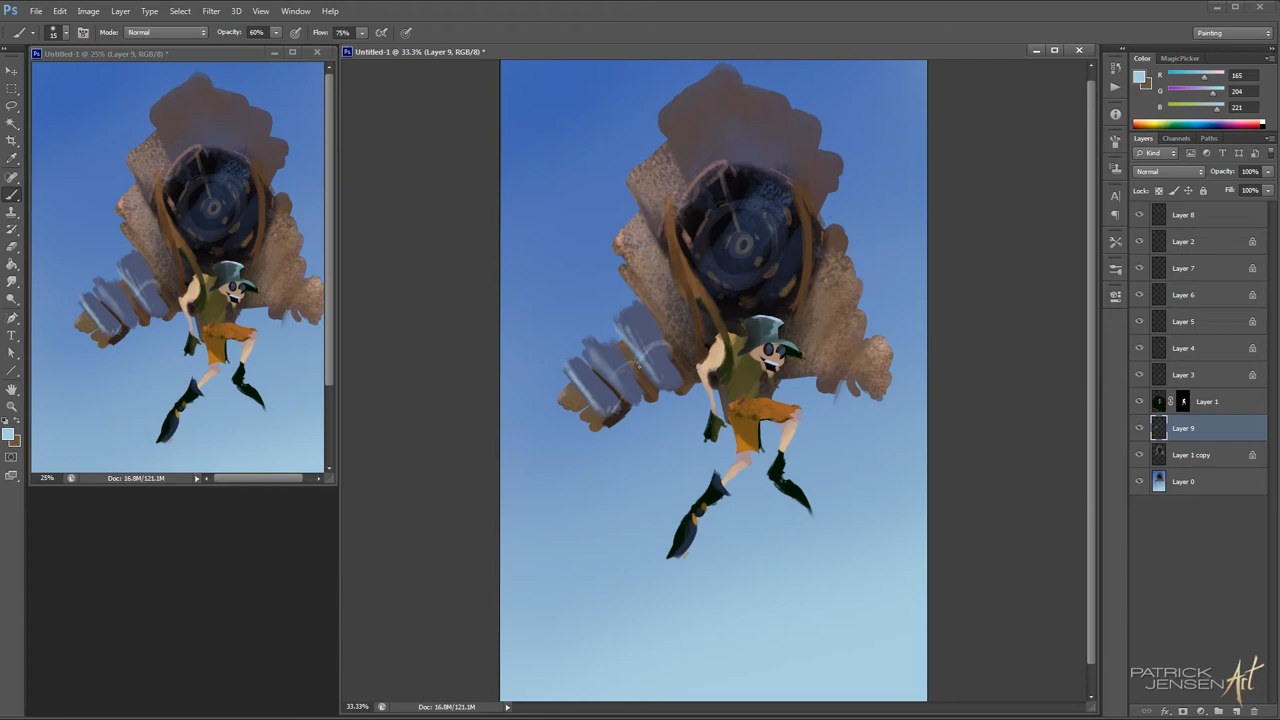 Ps File Edit Image Layer Type Select Filter 3D View Window Help
15 Mode: Normal Opacity: 60% Flow: 75% Painting
Untitled-1 @ 25% (Layer 9, RGB/8) *
Untitled-1 @ 33.3% (Layer 9, RGB/8) *
Color MagicPicker
R 165
G 204
B 221
Layers Channels Paths
Kind
Normal Opacity: 100%
Lock: Fill: 100%
Layer 8
Layer 2
Layer 7
Layer 6
Layer 5
Layer 4
Layer 3
Layer 1
Layer 9
Layer 1 copy
Layer 0
25% Doc: 16.8M/121.1M
33.33% Doc: 16.8M/121.1M
PATRICK
JENSEN Art